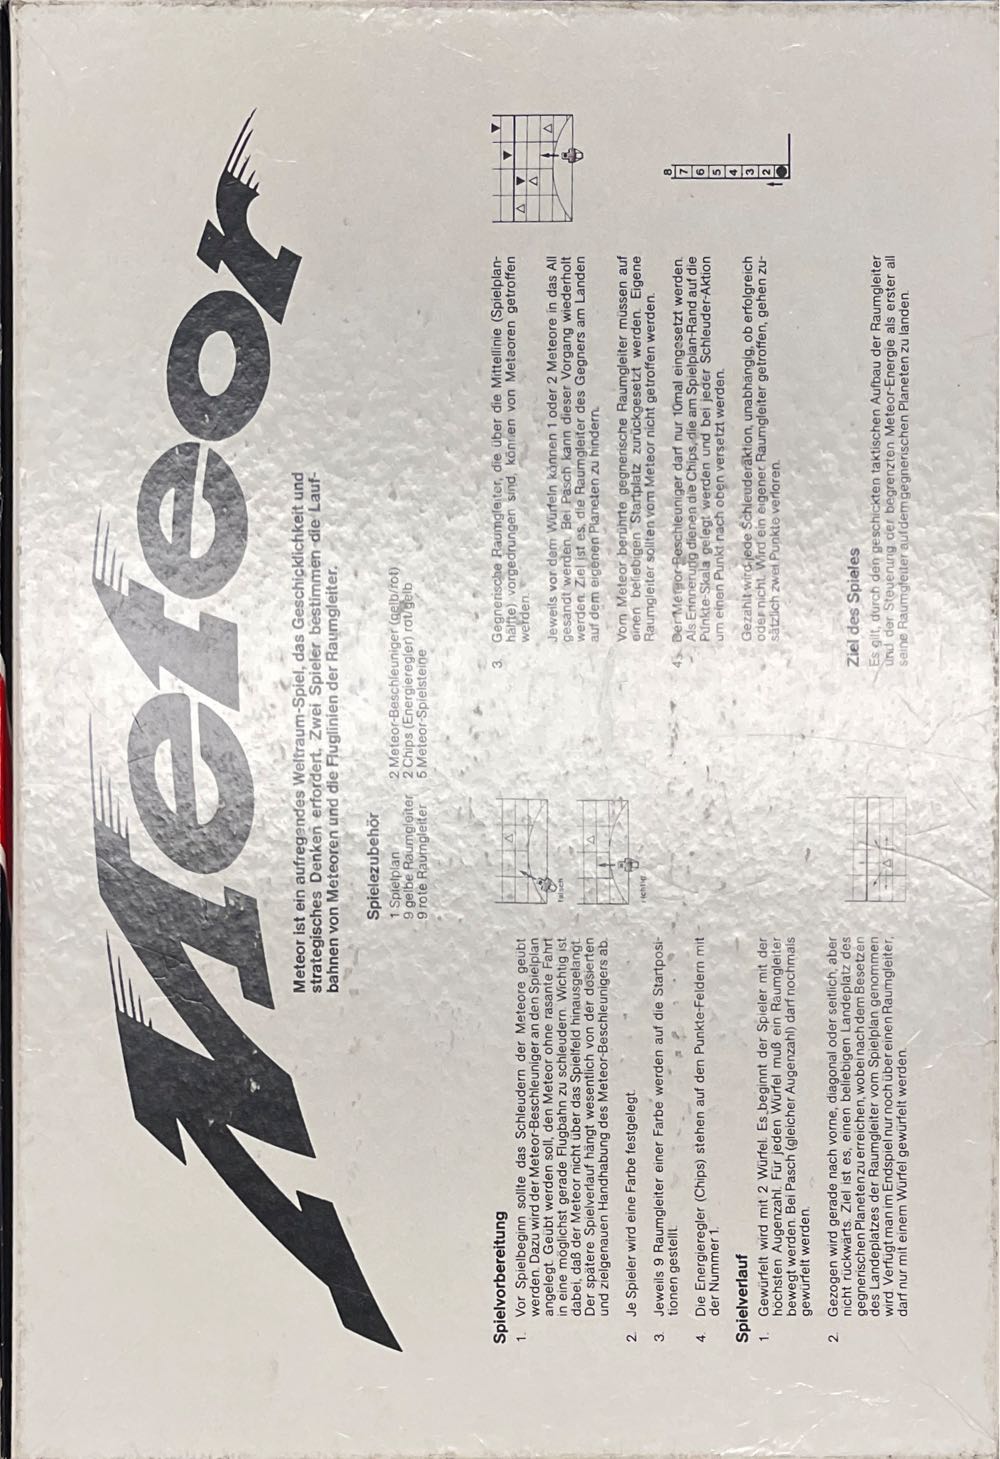 Meteor
Meteor ist ein aufregendes Weltraum-Spiel, das Geschicklichkeit und
strategisches Denken erfordert. Zwei Spieler bestimmen die Lauf-
bahnen von Meteoren und die Fluglinien der Raumgleiter.
Spielezubehör
1 Spielplan
9 gelbe Raumgleiter
9 rote Raumgleiter
2 Meteor-Beschleuniger (gelb/rot)
2 Chips (Energieregler) rot/gelb
5 Meteor-Spielsteine
Spielvorbereitung
1. Vor Spielbeginn sollte das Schleudern der Meteore geübt
werden. Dazu wird der Meteor-Beschleuniger an den Spielplan
angelegt. Geübt werden soll, den Meteor ohne rasante Fahrt
in eine möglichst gerade Flugbahn zu schleudern. Wichtig ist
dabei, daß der Meteor nicht über das Spielfeld hinausgelangt.
Der spätere Spielverlauf hängt wesentlich von der dosierten
und zielgenauen Handhabung des Meteor-Beschleunigers ab.
falsch
richtig
2. Je Spieler wird eine Farbe festgelegt.
3. Jeweils 9 Raumgleiter einer Farbe werden auf die Startposi-
tionen gestellt.
4. Die Energieregler (Chips) stehen auf den Punkte-Feldern mit
der Nummer 1.
Spielverlauf
1. Gewürfelt wird mit 2 Würfel. Es beginnt der Spieler mit der
höchsten Augenzahl. Für jeden Würfel muß ein Raumgleiter
bewegt werden. Bei Pasch (gleicher Augenzahl) darf nochmals
gewürfelt werden.
2. Gezogen wird gerade nach vorne, diagonal oder seitlich, aber
nicht rückwärts. Ziel ist es, einen beliebigen Landeplatz des
gegnerischen Planeten zu erreichen, wobei nach dem Besetzen
des Landeplatzes der Raumgleiter vom Spielplan genommen
wird. Verfügt man im Endspiel nur noch über einen Raumgleiter,
darf nur mit einem Würfel gewürfelt werden.
3. Gegnerische Raumgleiter, die über die Mittellinie (Spielplan-
hälfte) vorgedrungen sind, können von Meteoren getroffen
werden.
Jeweils vor dem Würfeln können 1 oder 2 Meteore in das All
gesandt werden. Bei Pasch kann dieser Vorgang wiederholt
werden. Ziel ist es, die Raumgleiter des Gegners am Landen
auf dem eigenen Planeten zu hindern.
Vom Meteor berührte gegnerische Raumgleiter müssen auf
einen beliebigen Startplatz zurückgesetzt werden. Eigene
Raumgleiter sollten vom Meteor nicht getroffen werden.
4. Der Meteor-Beschleuniger darf nur 10mal eingesetzt werden.
Als Erinnerung dienen die Chips, die am Spielplan-Rand auf die
Punkte-Skala gelegt werden und bei jeder Schleuder-Aktion
um einen Punkt nach oben versetzt werden.
Gezählt wird jede Schleuderaktion, unabhängig, ob erfolgreich
oder nicht. Wird ein eigener Raumgleiter getroffen, gehen zu-
sätzlich zwei Punkte verloren.
8
7
6
5
4
3
2
Ziel des Spieles
Es gilt, durch den geschickten taktischen Aufbau der Raumgleiter
und der Steuerung der begrenzten Meteor-Energie als erster all
seine Raumgleiter auf dem gegnerischen Planeten zu landen.